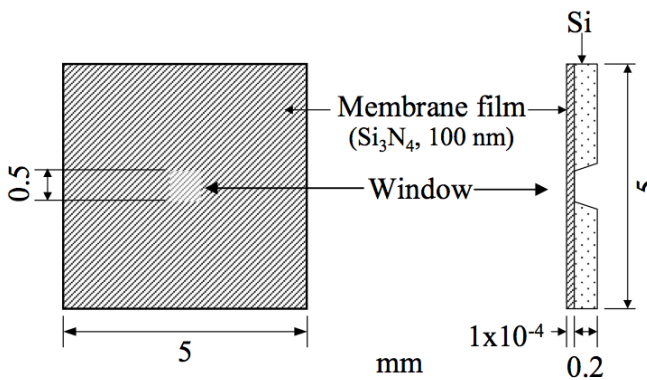 Si
Membrane film
(Si₃N₄, 100 nm)
0.5
Window
5
5
1x10⁻⁴
mm
0.2